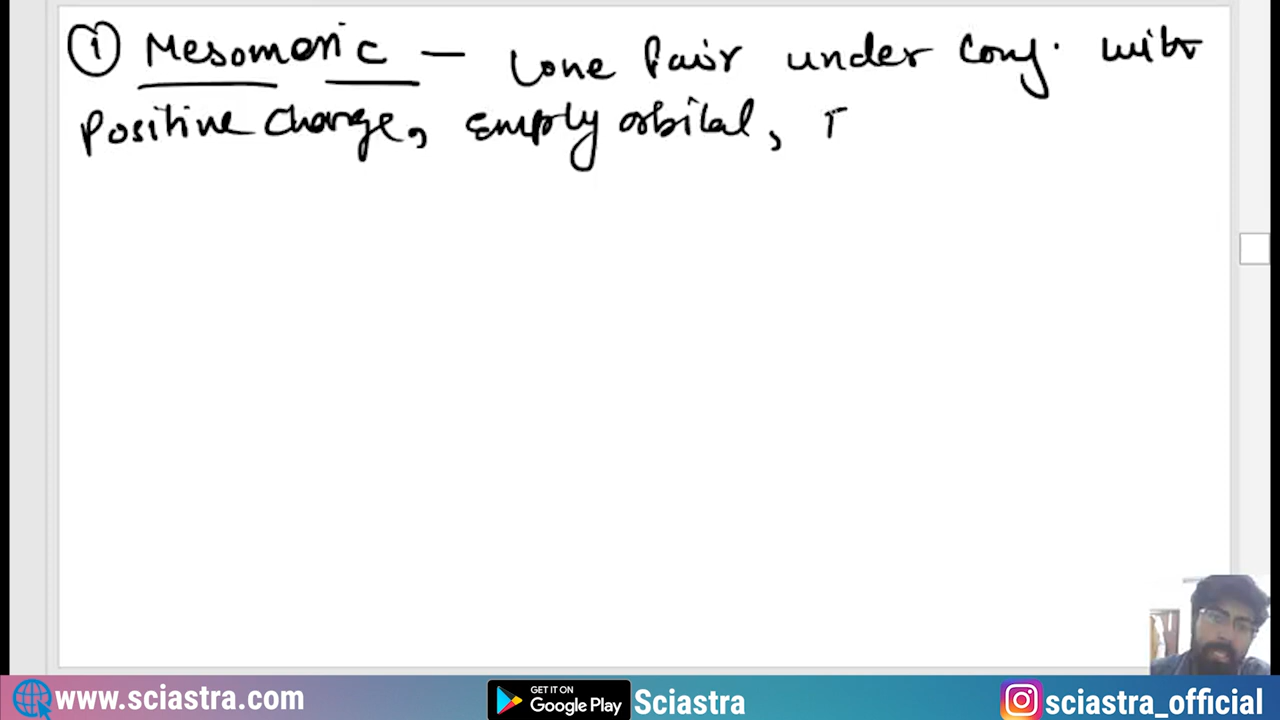 ① Mesomeric — Lone Pair under Conj. with
Positive Charge, empty orbital,
www.sciastra.com
GET IT ON
Google Play
Sciastra
sciastra_official